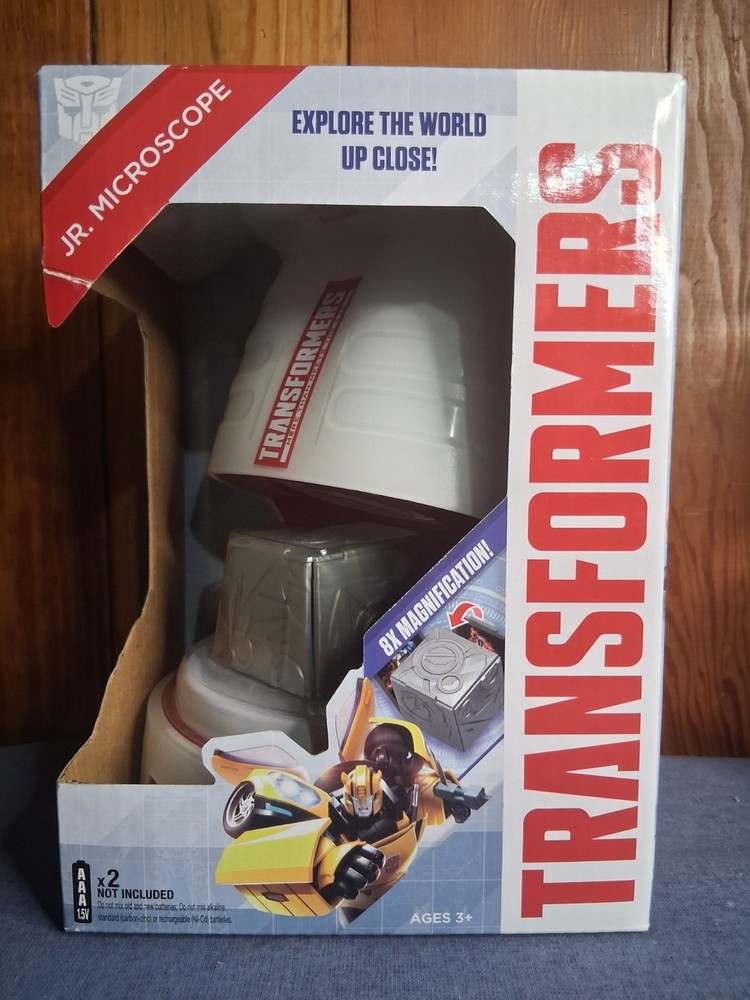 JR. MICROSCOPE
EXPLORE THE WORLD
UP CLOSE!
TRANSFORMERS
TRANSFORMERS
8X MAGNIFICATION!
AAA
1.5V
x2
NOT INCLUDED
Do not mix old and new batteries; Do not mix alkaline,
standard (carbon-zinc) or rechargeable (Ni-Cd) batteries.
AGES 3+